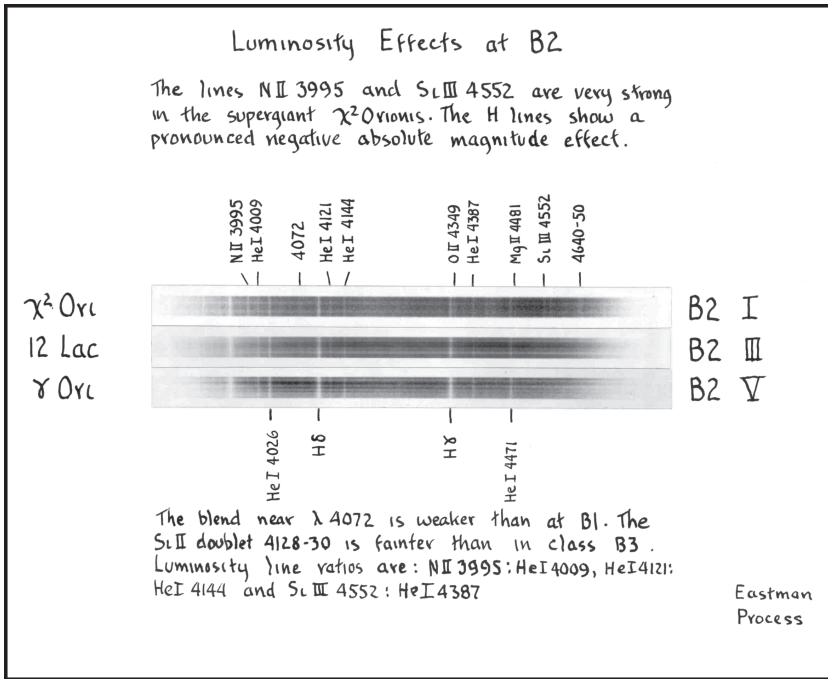 Luminosity Effects at B2
The lines N II 3995 and Si III 4552 are very strong
in the supergiant χ² Orionis. The H lines show a
pronounced negative absolute magnitude effect.
N II 3995
He I 4009
4072
He I 4121
He I 4144
O II 4349
He I 4387
Mg II 4481
Si III 4552
4640-50
χ² Ori B2 I
12 Lac B2 III
γ Ori B2 V
He I 4026
Hδ
Hγ
He I 4471
The blend near λ 4072 is weaker than at B1. The
Si II doublet 4128-30 is fainter than in class B3.
Luminosity line ratios are: N II 3995: He I 4009, He I 4121:
He I 4144 and Si III 4552: He I 4387
Eastman
Process